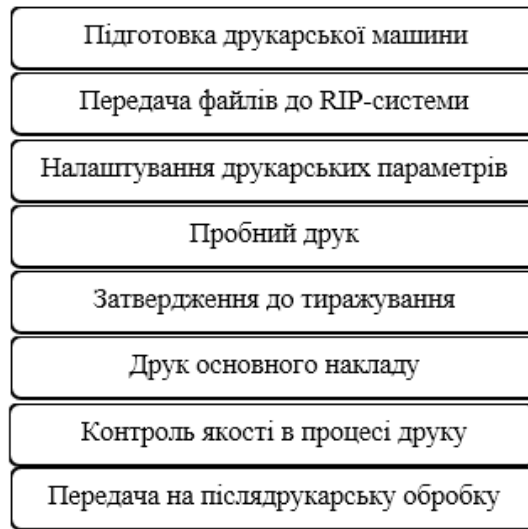 Підготовка друкарської машини
Передача файлів до RIP-системи
Налаштування друкарських параметрів
Пробний друк
Затвердження до тиражування
Друк основного накладу
Контроль якості в процесі друку
Передача на післядрукарську обробку